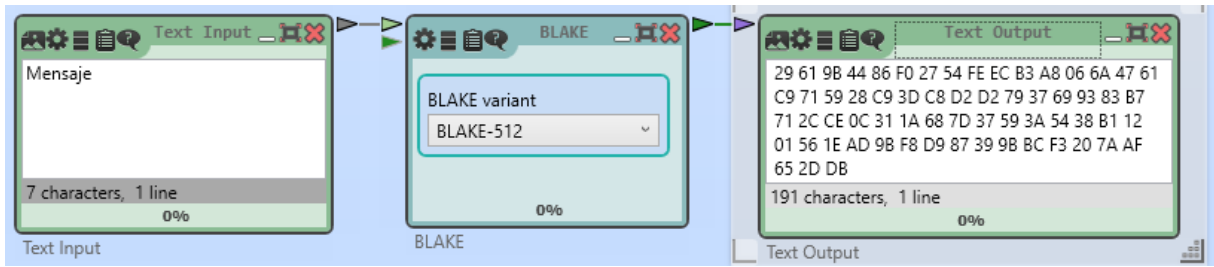 Text Input
Mensaje
7 characters, 1 line
0%
Text Input
BLAKE
BLAKE variant
BLAKE-512
0%
BLAKE
Text Output
29 61 9B 44 86 F0 27 54 FE EC B3 A8 06 6A 47 61
C9 71 59 28 C9 3D C8 D2 D2 79 37 69 93 83 B7
71 2C CE 0C 31 1A 68 7D 37 59 3A 54 38 B1 12
01 56 1E AD 9B F8 D9 87 39 9B BC F3 20 7A AF
65 2D DB
191 characters, 1 line
0%
Text Output